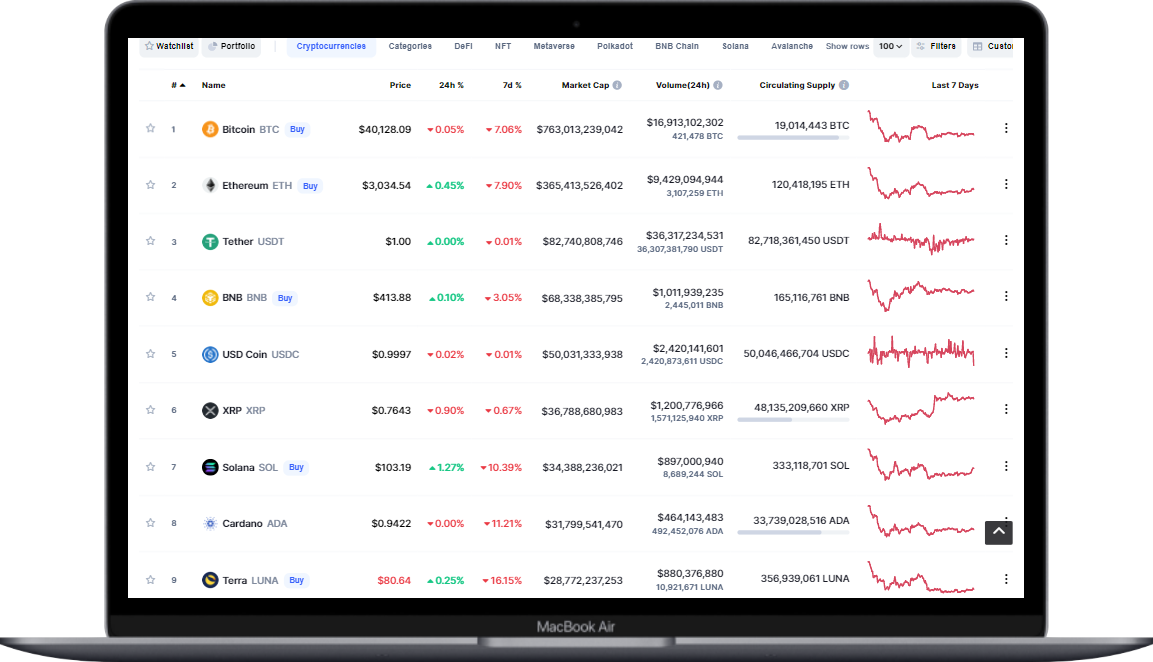 Watchlist Portfolio Cryptocurrencies Categories DeFi NFT Metaverse Polkadot BNB Chain Solana Avalanche Show rows 100 Filters Custo
# Name Price 24h % 7d % Market Cap Volume(24h) Circulating Supply Last 7 Days
1 Bitcoin BTC Buy $40,128.09 0.05% 7.06% $763,013,239,042 $16,913,102,302 19,014,443 BTC
421,478 BTC
2 Ethereum ETH Buy $3,034.54 0.45% 7.90% $365,413,526,402 $9,429,094,944 120,418,195 ETH
3,107,259 ETH
3 Tether USDT $1.00 0.00% 0.01% $82,740,808,746 $36,317,234,531 82,718,361,450 USDT
36,307,381,790 USDT
4 BNB BNB Buy $413.88 0.10% 3.05% $68,338,385,795 $1,011,939,235 165,116,761 BNB
2,445,011 BNB
5 USD Coin USDC $0.9997 0.02% 0.01% $50,031,333,938 $2,420,141,601 50,046,466,704 USDC
2,420,873,611 USDC
6 XRP XRP $0.7643 0.90% 0.67% $36,788,680,983 $1,200,776,966 48,135,209,660 XRP
1,571,125,940 XRP
7 Solana SOL Buy $103.19 1.27% 10.39% $34,388,236,021 $897,000,940 333,118,701 SOL
8,689,244 SOL
8 Cardano ADA $0.9422 0.00% 11.21% $31,799,541,470 $464,143,483 33,739,028,516 ADA
492,452,076 ADA
9 Terra LUNA Buy $80.64 0.25% 16.15% $28,772,237,253 $880,376,880 356,939,061 LUNA
10,921,671 LUNA
MacBook Air